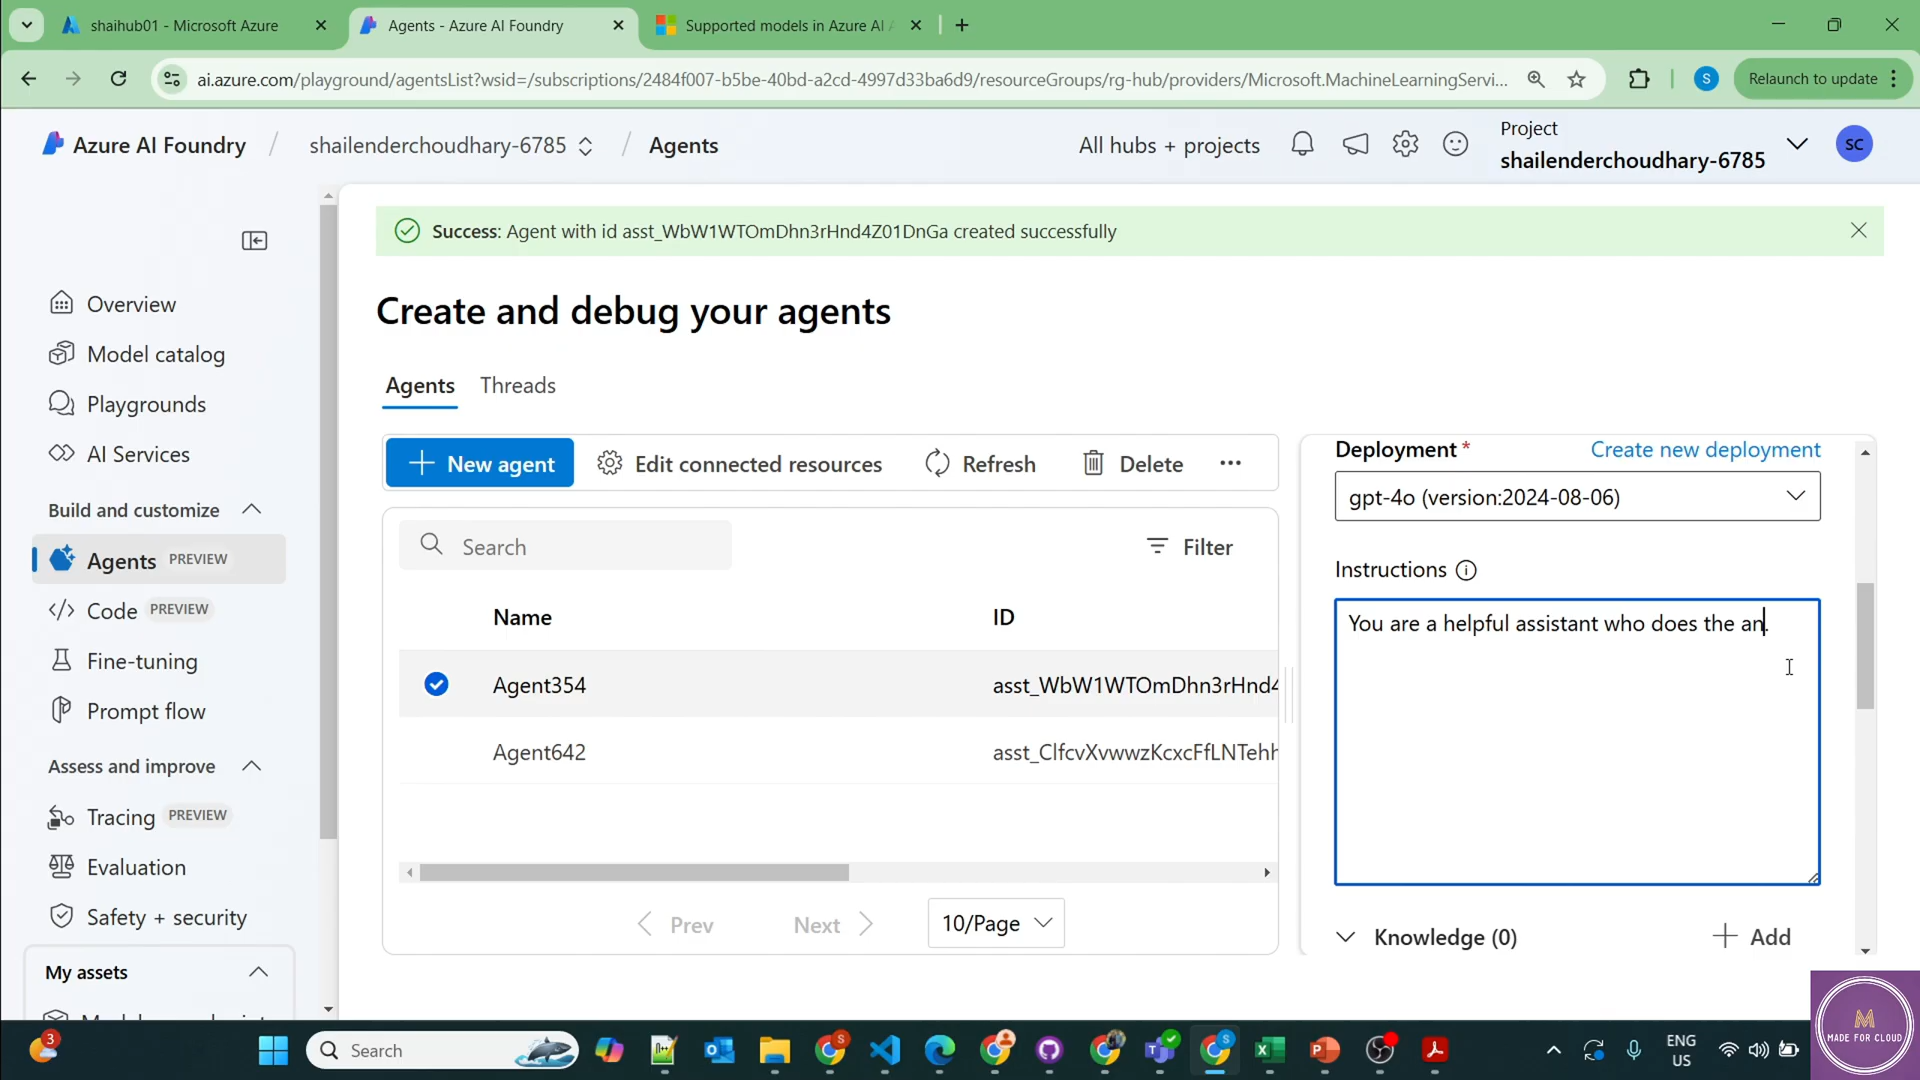 shaihub01 - Microsoft Azure
Agents - Azure AI Foundry
Supported models in Azure AI
ai.azure.com/playground/agentsList?wsid=/subscriptions/2484f007-b5be-40bd-a2cd-4997d33ba6d9/resourceGroups/rg-hub/providers/Microsoft.MachineLearningServi...
S
Relaunch to update
Azure AI Foundry / shailenderchoudhary-6785 / Agents
All hubs + projects
Project
shailenderchoudhary-6785
SC
Success: Agent with id asst_WbW1WTOmDhn3rHnd4Z01DnGa created successfully
Overview
Model catalog
Playgrounds
AI Services
Build and customize
Agents PREVIEW
Code PREVIEW
Fine-tuning
Prompt flow
Assess and improve
Tracing PREVIEW
Evaluation
Safety + security
My assets
Create and debug your agents
Agents
Threads
New agent
Edit connected resources
Refresh
Delete
Search
Filter
Name
ID
Agent354
asst_WbW1WTOmDhn3rHnd4
Agent642
asst_ClfcvXvwwzKcxcFfLNTehh
Prev
Next
10/Page
Deployment *
Create new deployment
gpt-4o (version:2024-08-06)
Instructions
You are a helpful assistant who does the an.
Knowledge (0)
Add
3
Search
ENG
US
M
MADE FOR CLOUD